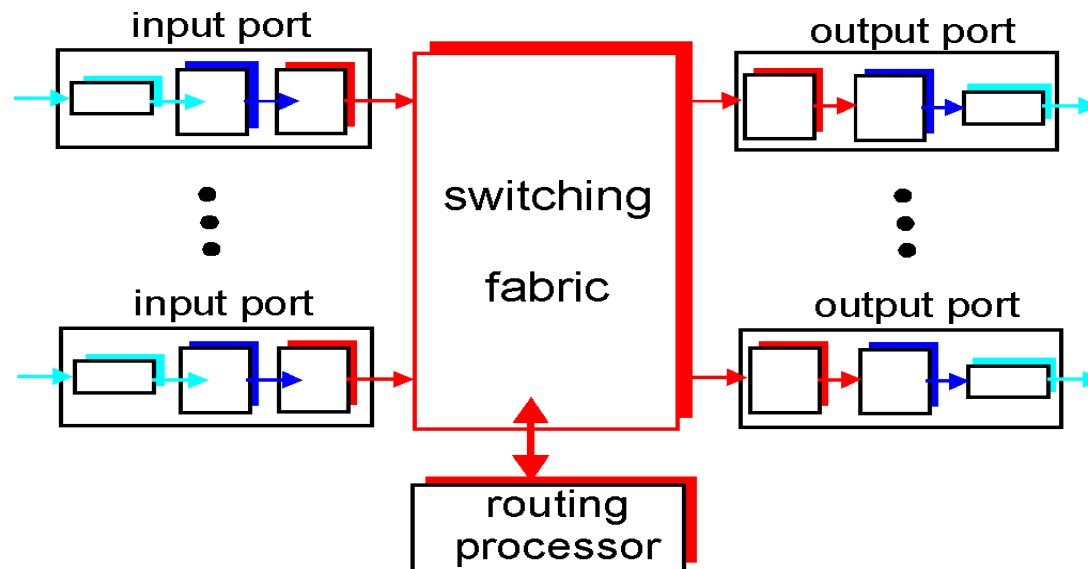 input port
output port
switching
fabric
input port
output port
routing
processor